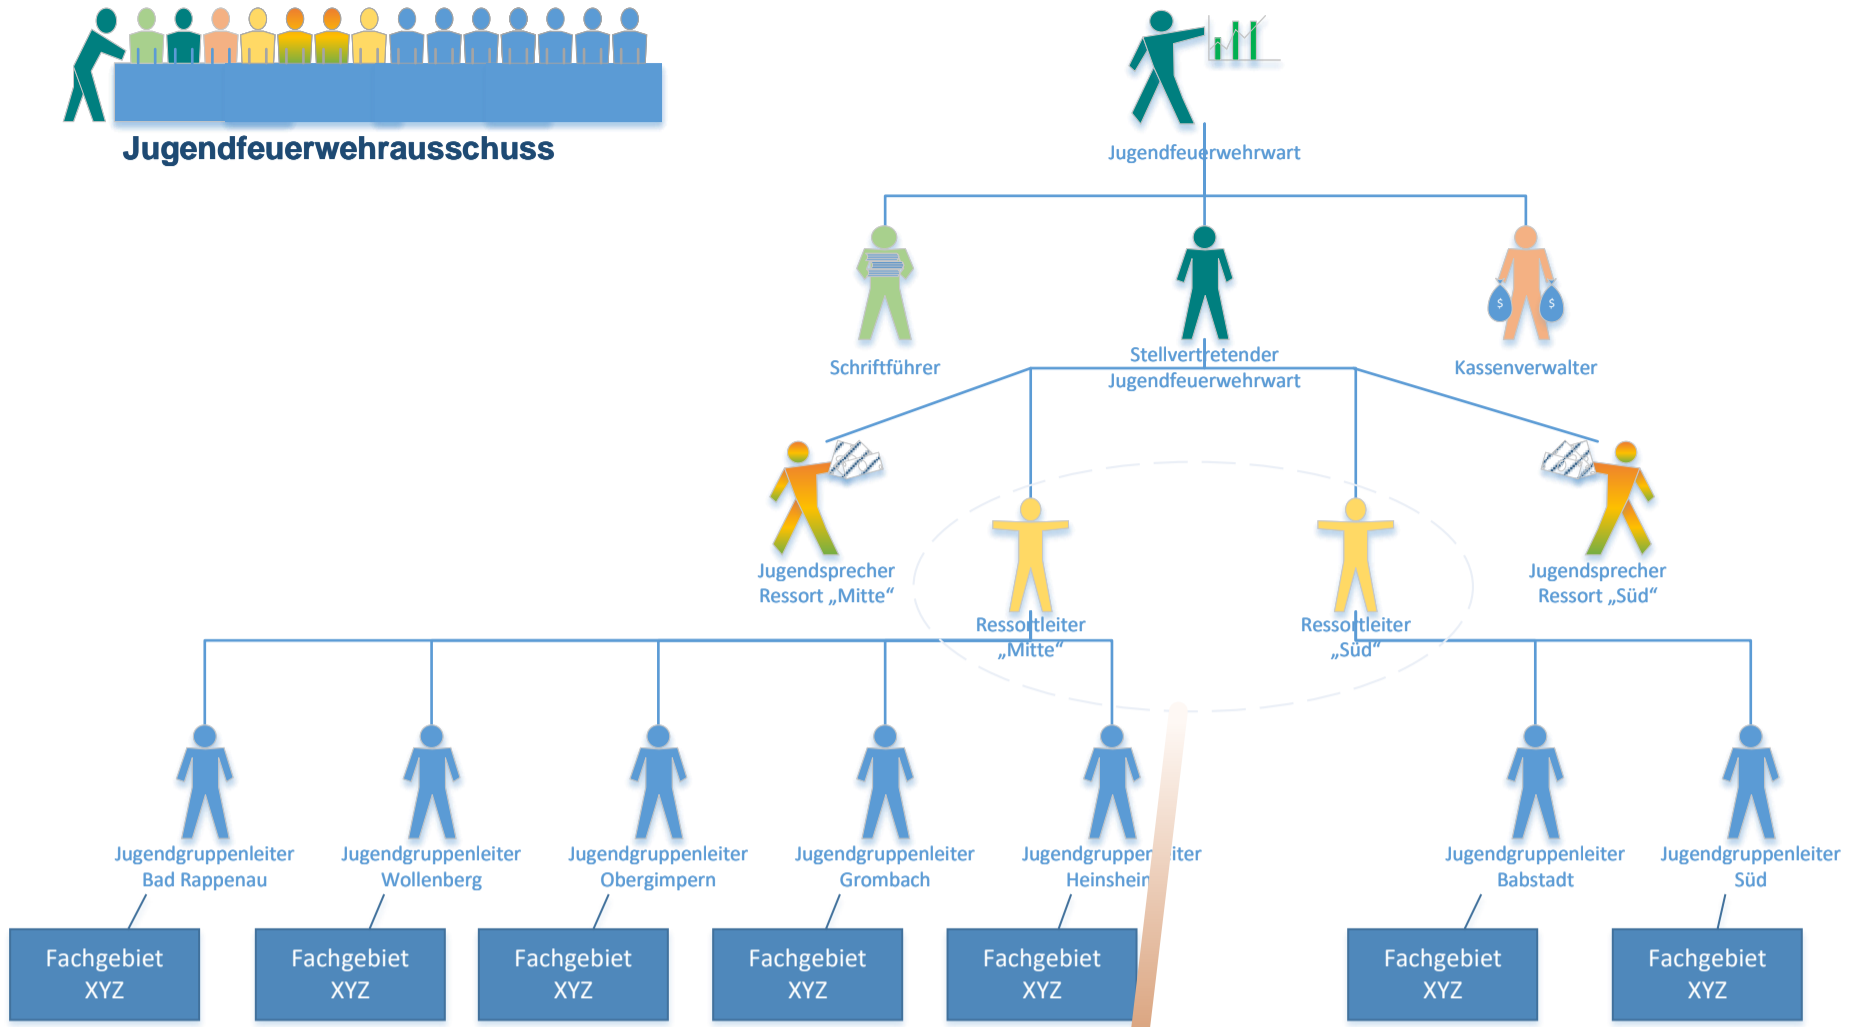 Jugendfeuerwehrausschuss
Jugendfeuerwehrwart
Schriftführer
Stellvertretender
Jugendfeuerwehrwart
Kassenverwalter
$
$
Jugendsprecher
Ressort „Mitte“
Ressortleiter
„Mitte“
Ressortleiter
„Süd“
Jugendsprecher
Ressort „Süd“
Jugendgruppenleiter
Bad Rappenau
Jugendgruppenleiter
Wollenberg
Jugendgruppenleiter
Obergimpern
Jugendgruppenleiter
Grombach
Jugendgruppenleiter
Heinsheim
Jugendgruppenleiter
Babstadt
Jugendgruppenleiter
Süd
Fachgebiet
XYZ
Fachgebiet
XYZ
Fachgebiet
XYZ
Fachgebiet
XYZ
Fachgebiet
XYZ
Fachgebiet
XYZ
Fachgebiet
XYZ